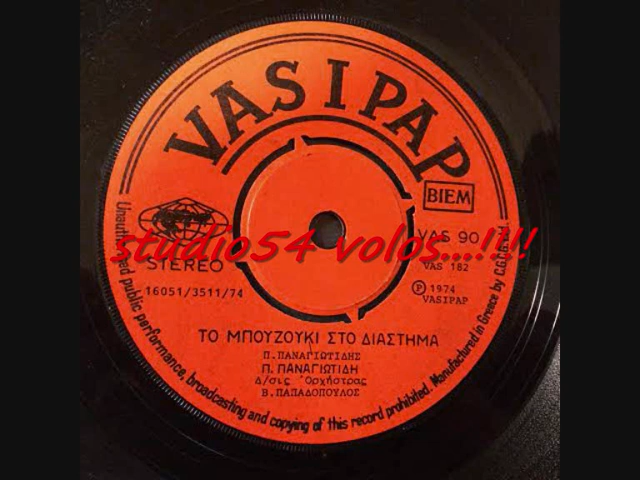 VASIPAP
BIEM
studio54 volos...!!!!
VAS 90
STEREO
VAS 182
16051/3511/74
Ⓟ 1974
VASIPAP
ΤΟ ΜΠΟΥΖΟΥΚΙ ΣΤΟ ΔΙΑΣΤΗΜΑ
Π.ΠΑΝΑΓΙΩΤΙΔΗΣ
Π. ΠΑΝΑΓΙΩΤΙΔΗ
Δ/σις Ορχήστρας
Β.ΠΑΠΑΔΟΠΟΥΛΟΣ
Unauthorized public performance, broadcasting and copying of this record prohibited. Manufactured in Greece by